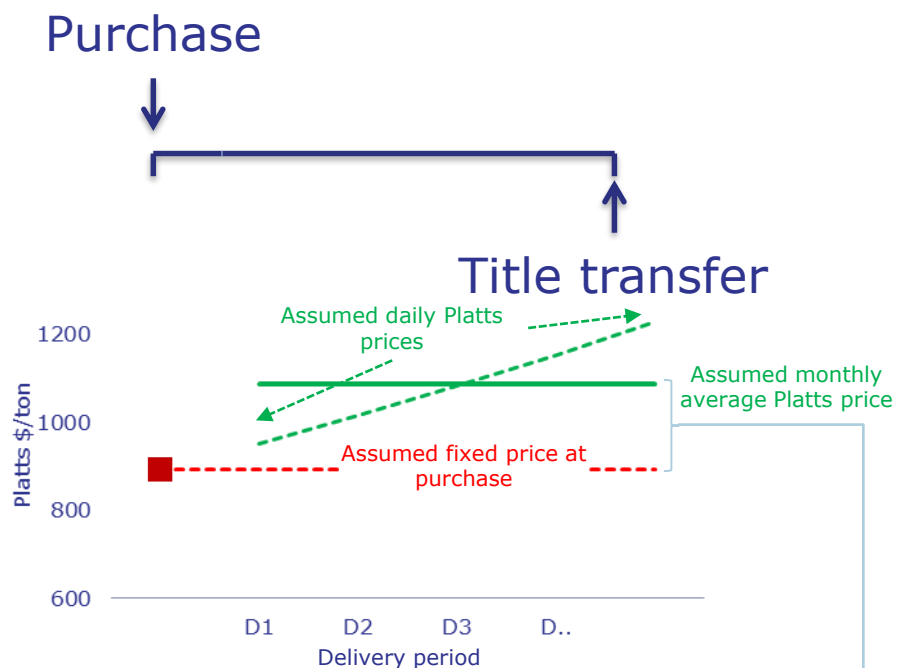 Purchase
Title transfer
Assumed daily Platts
prices
1200
1000
800
600
Platts $/ton
Assumed monthly
average Platts price
Assumed fixed price at
purchase
D1 D2 D3 D..
Delivery period